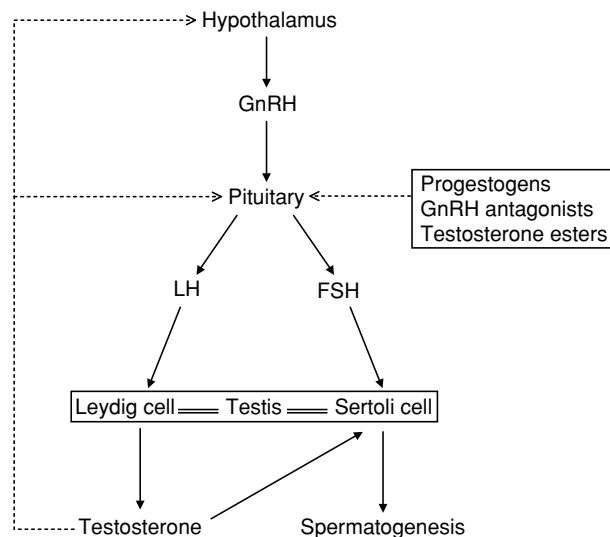 Hypothalamus
GnRH
Pituitary
Progestogens
GnRH antagonists
Testosterone esters
LH
FSH
Leydig cell Testis Sertoli cell
Testosterone
Spermatogenesis